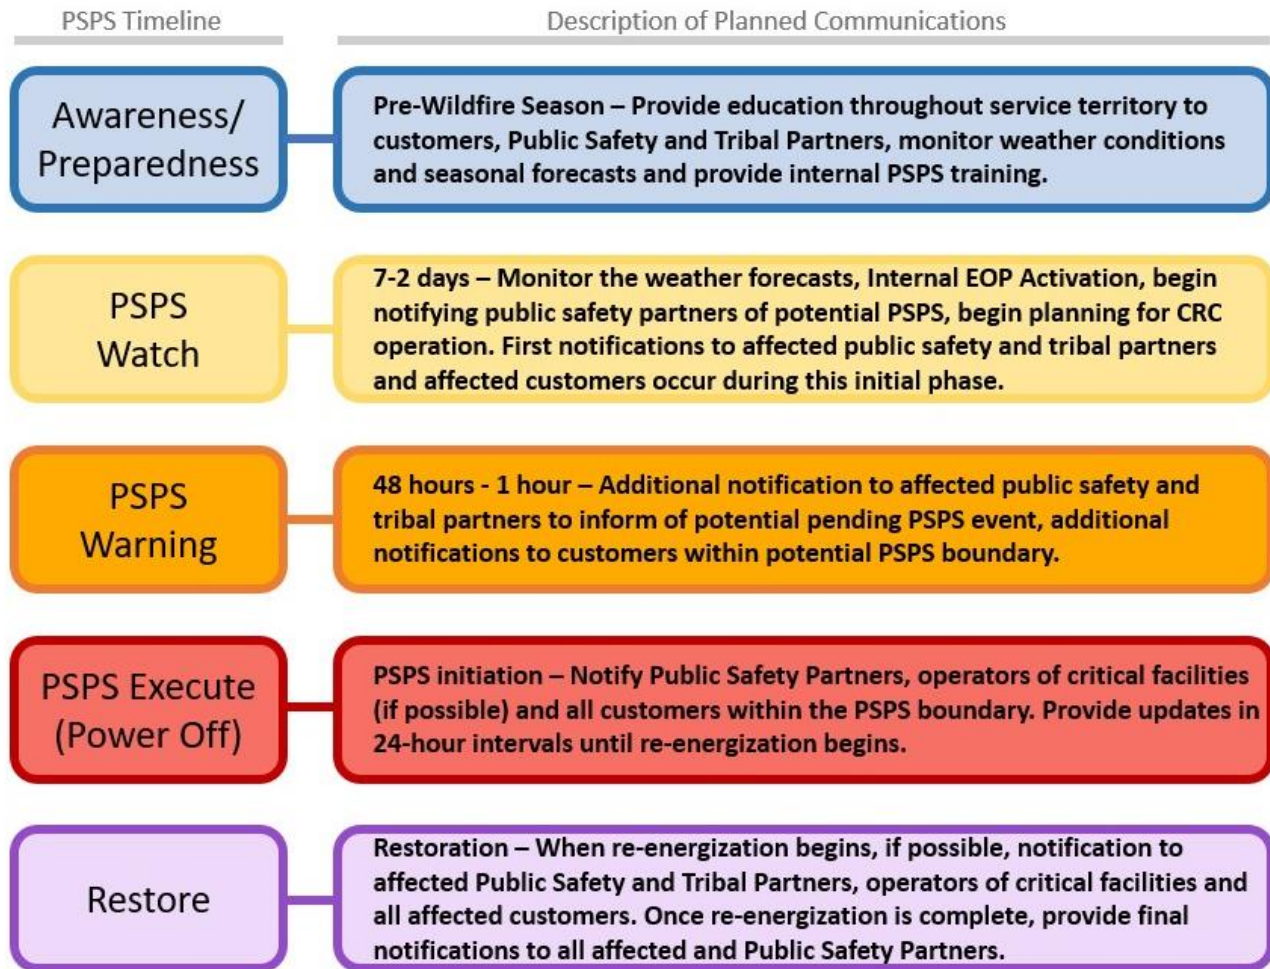 PSPS Timeline
Description of Planned Communications
Awareness/
Preparedness
Pre-Wildfire Season – Provide education throughout service territory to
customers, Public Safety and Tribal Partners, monitor weather conditions
and seasonal forecasts and provide internal PSPS training.
PSPS
Watch
7-2 days – Monitor the weather forecasts, Internal EOP Activation, begin
notifying public safety partners of potential PSPS, begin planning for CRC
operation. First notifications to affected public safety and tribal partners
and affected customers occur during this initial phase.
PSPS
Warning
48 hours - 1 hour – Additional notification to affected public safety and
tribal partners to inform of potential pending PSPS event, additional
notifications to customers within potential PSPS boundary.
PSPS Execute
(Power Off)
PSPS initiation – Notify Public Safety Partners, operators of critical facilities
(if possible) and all customers within the PSPS boundary. Provide updates in
24-hour intervals until re-energization begins.
Restore
Restoration – When re-energization begins, if possible, notification to
affected Public Safety and Tribal Partners, operators of critical facilities and
all affected customers. Once re-energization is complete, provide final
notifications to all affected and Public Safety Partners.